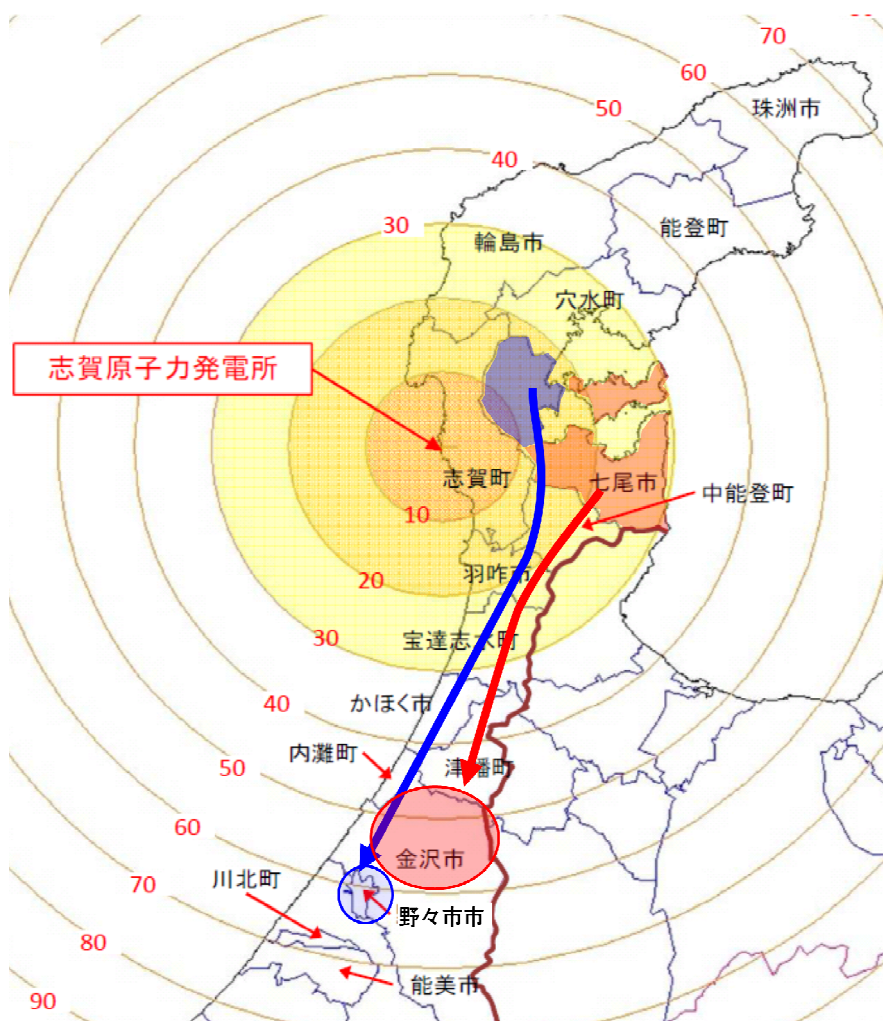 70
60
珠洲市
50
40
能登町
30
輪島市
穴水町
志賀原子力発電所
志賀町
七尾市
中能登町
10
羽咋市
20
30
宝達志水町
40
かほく市
内灘町
50
津幡町
60
金沢市
川北町
70
野々市市
80
能美市
90